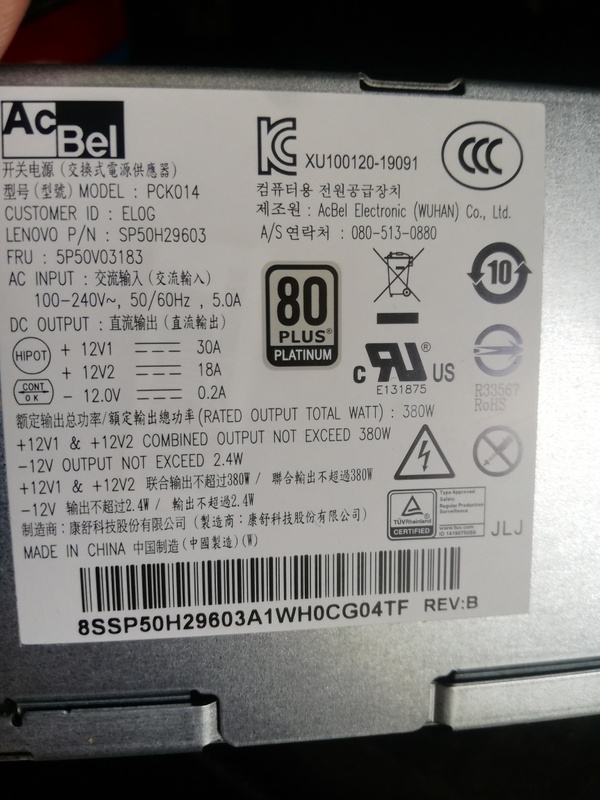 AcBel
开关电源 (交換式電源供應器)
型号 (型號) MODEL : PCK014
CUSTOMER ID : ELOG
LENOVO P/N : SP50H29603
FRU : 5P50V03183
AC INPUT : 交流输入 (交流輸入)
100-240V~, 50/60Hz , 5.0A
DC OUTPUT : 直流输出 (直流輸出)
HIPOT
+ 12V1 30A
+ 12V2 18A
CONT OK
- 12.0V 0.2A
XU100120-19091
CCC
컴퓨터용 전원공급장치
제조원 : AcBel Electronic (WUHAN) Co., Ltd.
A/S연락처 : 080-513-0880
80
PLUS®
PLATINUM
10
c RU® US
E131875
R33567
RoHS
额定输出总功率/額定輸出總功率 (RATED OUTPUT TOTAL WATT) : 380W
+12V1 & +12V2 COMBINED OUTPUT NOT EXCEED 380W
-12V OUTPUT NOT EXCEED 2.4W
+12V1 & +12V2 联合输出不超过380W / 聯合輸出不超過380W
-12V 输出不超过2.4W / 輸出不超過2.4W
制造商 : 康舒科技股份有限公司 (製造商 : 康舒科技股份有限公司)
MADE IN CHINA 中国制造 (中國製造) (W)
TÜVRheinland
CERTIFIED
Type Approved
Safety
Regular Production
Surveillance
www.tuv.com
JLJ
8SSP50H29603A1WH0CG04TF REV:B